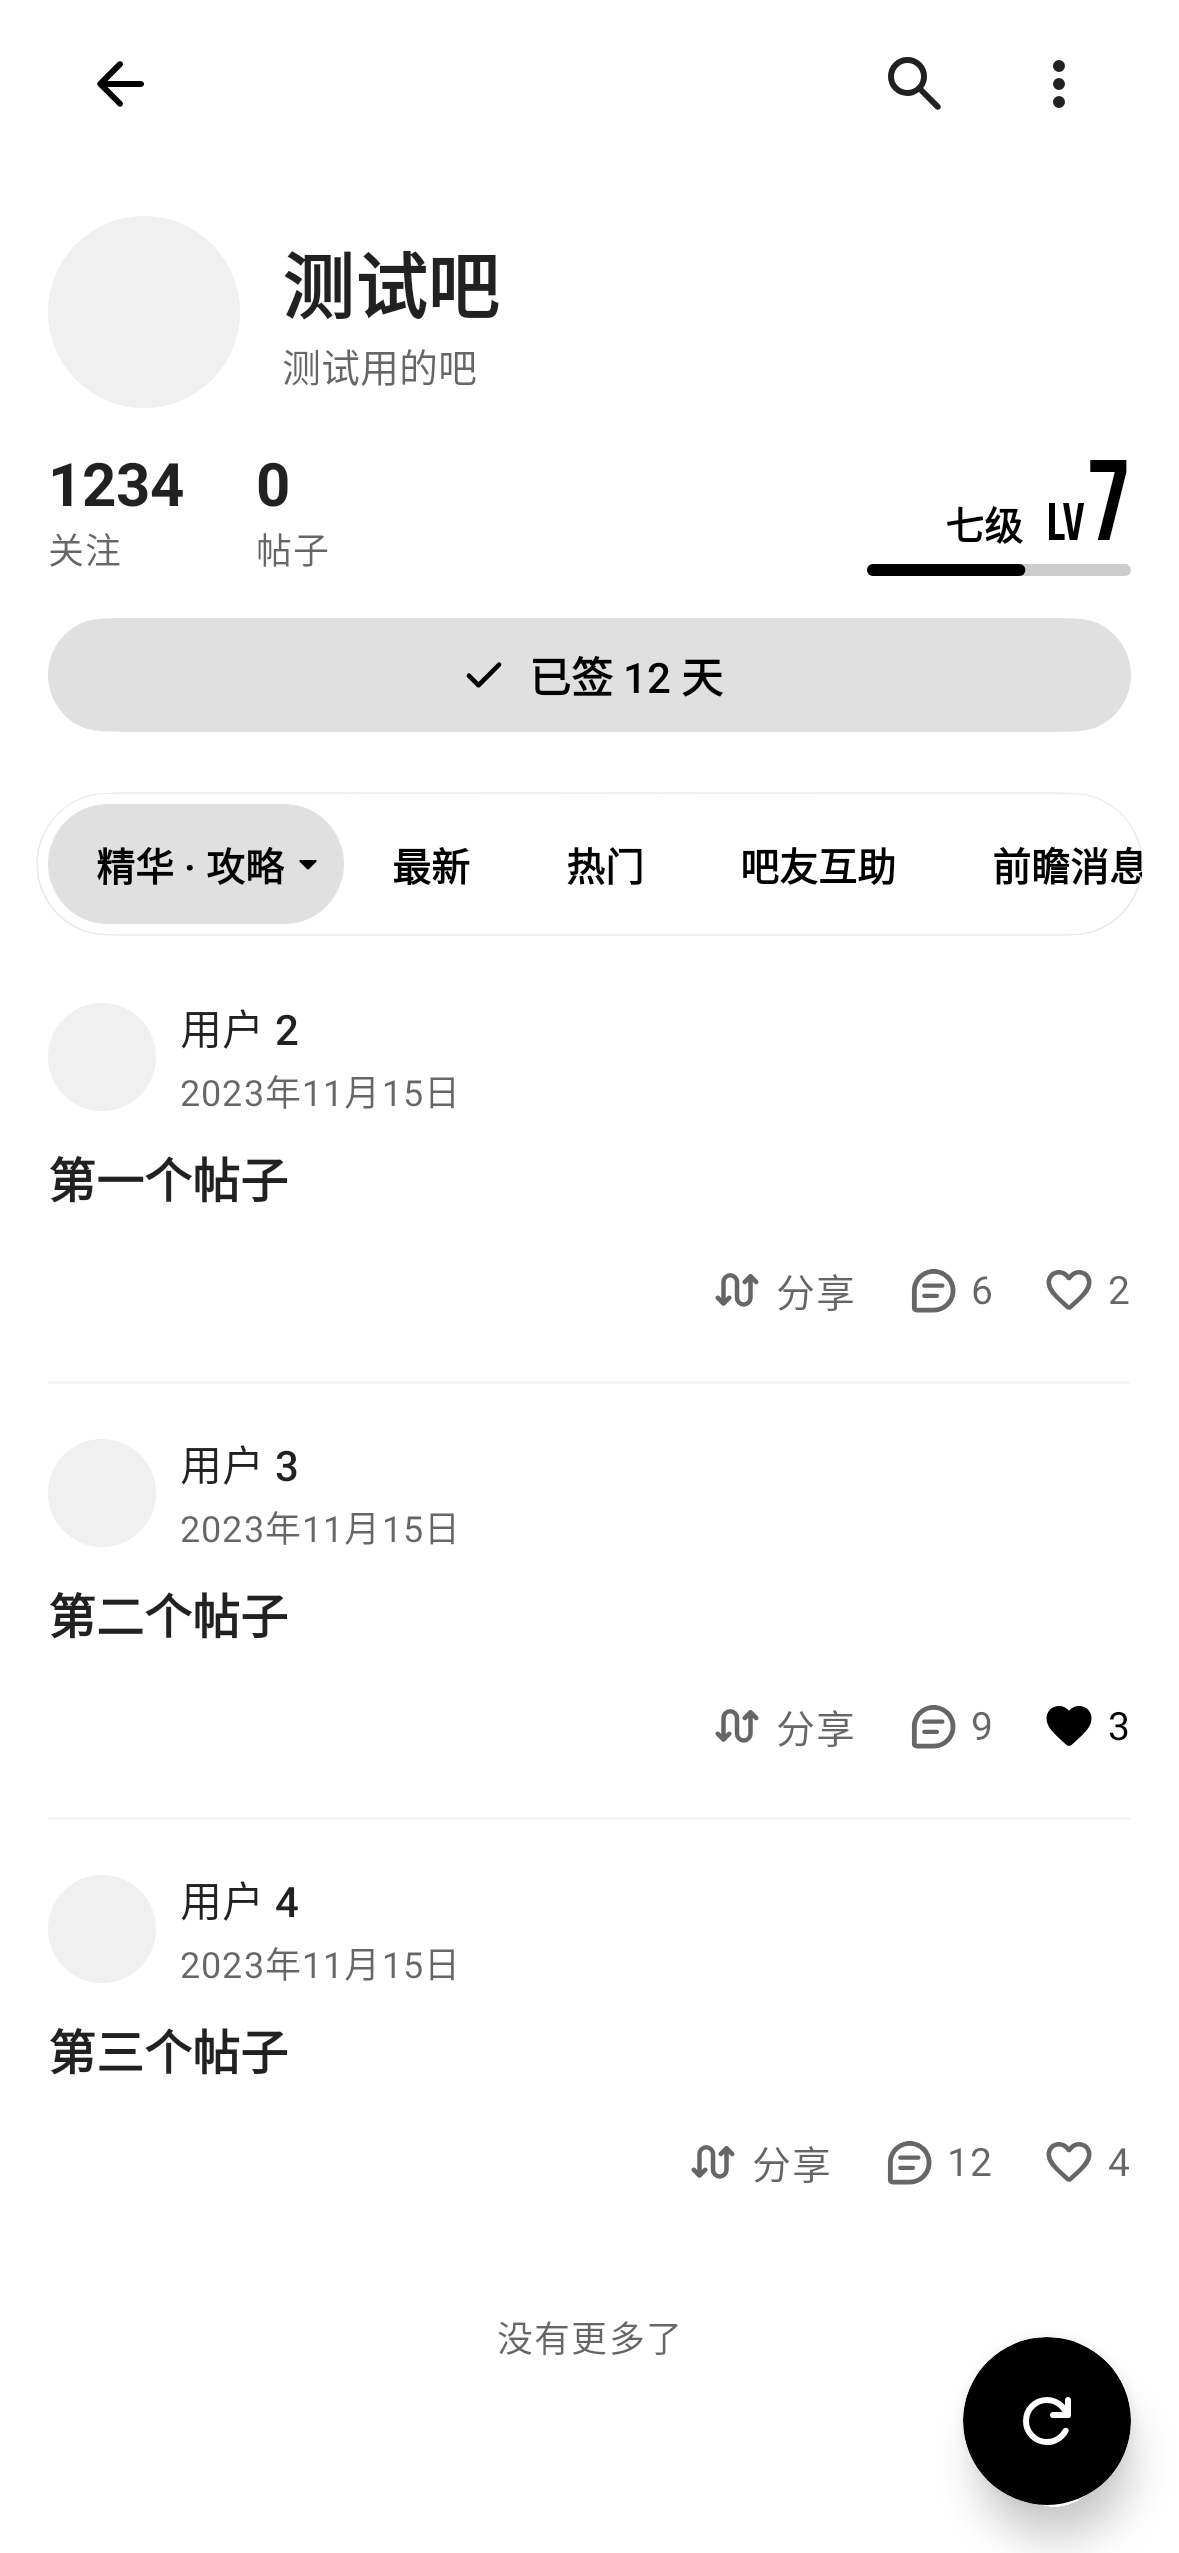 测试吧
测试用的吧
1234 0
关注 帖子
七级 LV7
已签 12 天
精华 · 攻略 最新 热门 吧友互助 前瞻消息
用户 2
2023年11月15日
第一个帖子
分享 6 2
用户 3
2023年11月15日
第二个帖子
分享 9 3
用户 4
2023年11月15日
第三个帖子
分享 12 4
没有更多了